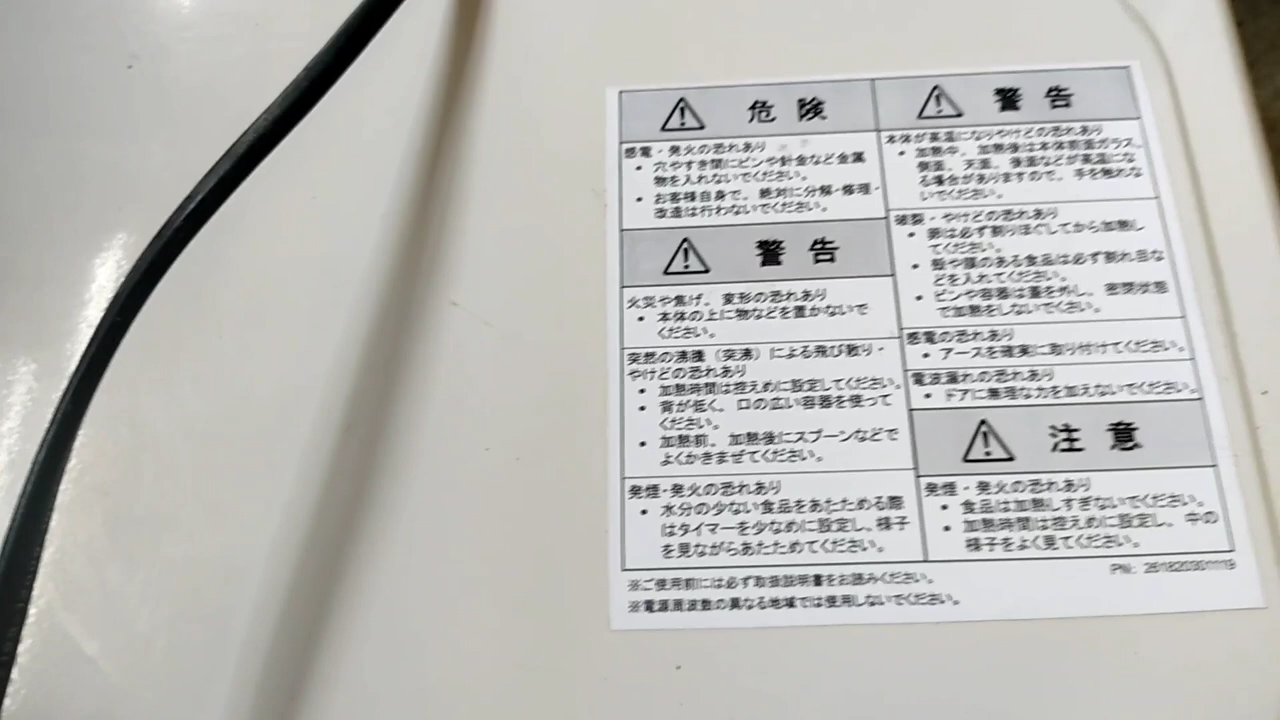 危険
感電・発火の恐れあり
• 穴やすき間にピンや針金など金属
物を入れないでください。
• お客様自身で、絶対に分解・修理・
改造は行わないでください。
警告
火災や焦げ、変形の恐れあり
• 本体の上に物などを置かないで
ください。
突然の沸騰（突沸）による飛び散り・
やけどの恐れあり
• 加熱時間は控えめに設定してください。
• 背が低く、口の広い容器を使って
ください。
• 加熱前、加熱後にスプーンなどで
よくかきまぜてください。
発煙・発火の恐れあり
• 水分の少ない食品をあたためる際
はタイマーを少なめに設定し、様子
を見ながらあたためてください。
警告
本体が高温になりやけどの恐れあり
• 加熱中、加熱後は本体前面ガラス、
側面、天面、後面などが高温にな
る場合がありますので、手を触れな
いでください。
破裂・やけどの恐れあり
• 卵は必ず割りほぐしてから加熱し
てください。
• 殻や膜のある食品は必ず割れ目な
どを入れてください。
• ビンや容器は蓋を外し、密閉状態
で加熱をしないでください。
感電の恐れあり
• アースを確実に取り付けてください。
電波漏れの恐れあり
• ドアに無理な力を加えないでください。
注意
発煙・発火の恐れあり
• 食品は加熱しすぎないでください。
• 加熱時間は控えめに設定し、中の
様子をよく見てください。
PN: 261820301119
※ご使用前には必ず取扱説明書をお読みください。
※電源周波数の異なる地域では使用しないでください。